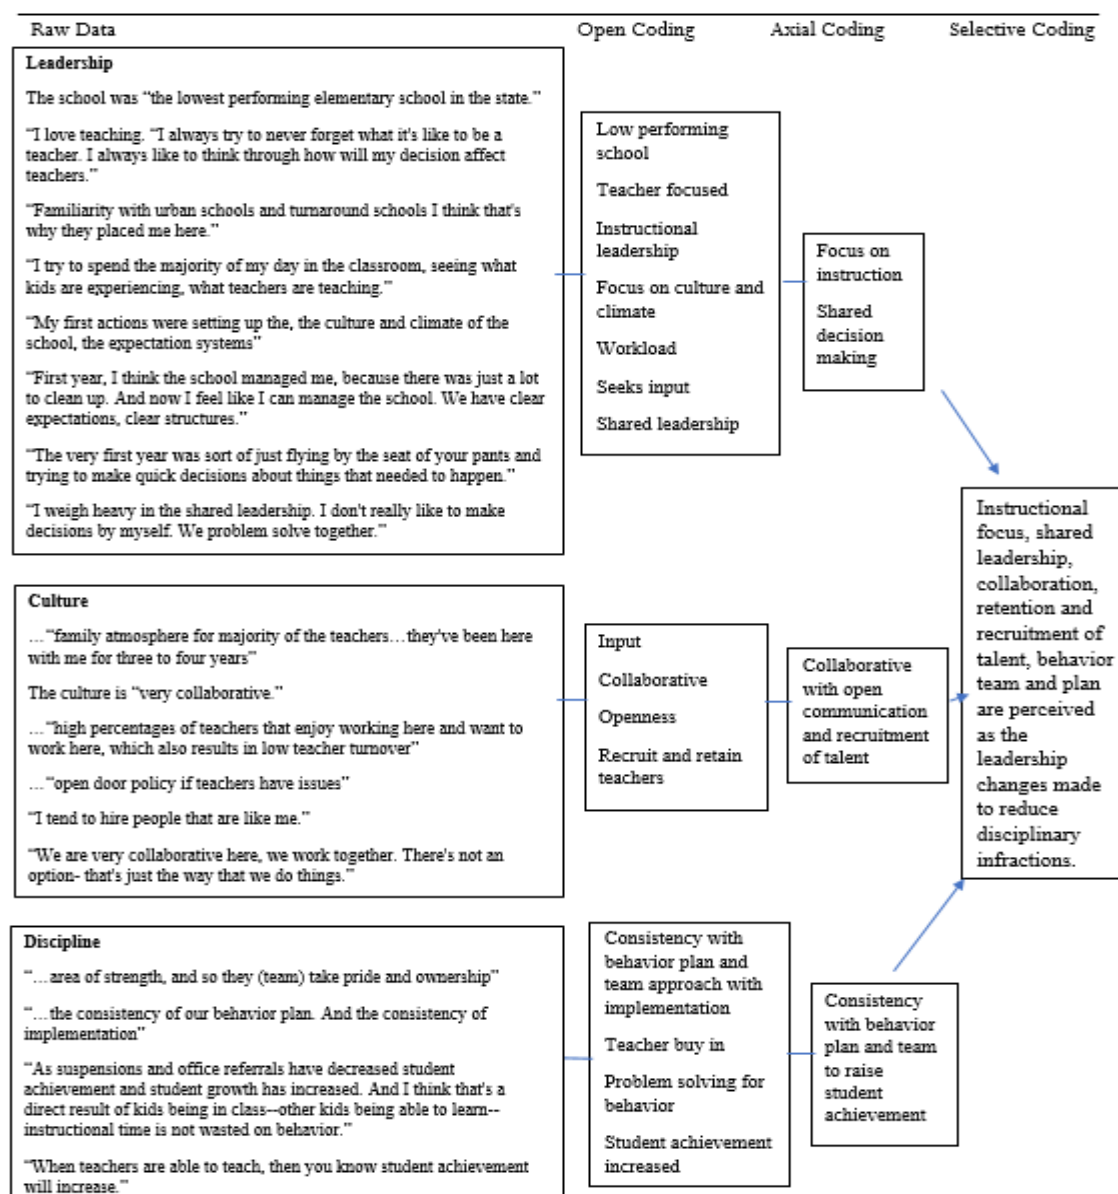 Raw Data
Open Coding
Axial Coding
Selective Coding
Leadership
The school was “the lowest performing elementary school in the state.”
“I love teaching. “I always try to never forget what it's like to be a
teacher. I always like to think through how will my decision affect
teachers.”
“Familiarity with urban schools and turnaround schools I think that's
why they placed me here.”
“I try to spend the majority of my day in the classroom, seeing what
kids are experiencing, what teachers are teaching.”
“My first actions were setting up the, the culture and climate of the
school, the expectation systems”
“First year, I think the school managed me, because there was just a lot
to clean up. And now I feel like I can manage the school. We have clear
expectations, clear structures.”
“The very first year was sort of just flying by the seat of your pants and
trying to make quick decisions about things that needed to happen.”
“I weigh heavy in the shared leadership. I don't really like to make
decisions by myself. We problem solve together.”
Low performing
school
Teacher focused
Instructional
leadership
Focus on culture and
climate
Workload
Seeks input
Shared leadership
Focus on
instruction
Shared
decision
making
Culture
…“family atmosphere for majority of the teachers…they've been here
with me for three to four years”
The culture is “very collaborative.”
…“high percentages of teachers that enjoy working here and want to
work here, which also results in low teacher turnover”
…“open door policy if teachers have issues”
“I tend to hire people that are like me.”
“We are very collaborative here, we work together. There's not an
option- that's just the way that we do things.”
Input
Collaborative
Openness
Recruit and retain
teachers
Collaborative
with open
communication
and recruitment
of talent
Instructional
focus, shared
leadership,
collaboration,
retention and
recruitment of
talent, behavior
team and plan
are perceived
as the
leadership
changes made
to reduce
disciplinary
infractions.
Discipline
“…area of strength, and so they (team) take pride and ownership”
“…the consistency of our behavior plan. And the consistency of
implementation”
“As suspensions and office referrals have decreased student
achievement and student growth has increased. And I think that's a
direct result of kids being in class--other kids being able to learn--
instructional time is not wasted on behavior.”
“When teachers are able to teach, then you know student achievement
will increase.”
Consistency with
behavior plan and
team approach with
implementation
Teacher buy in
Problem solving for
behavior
Student achievement
increased
Consistency
with behavior
plan and team
to raise
student
achievement